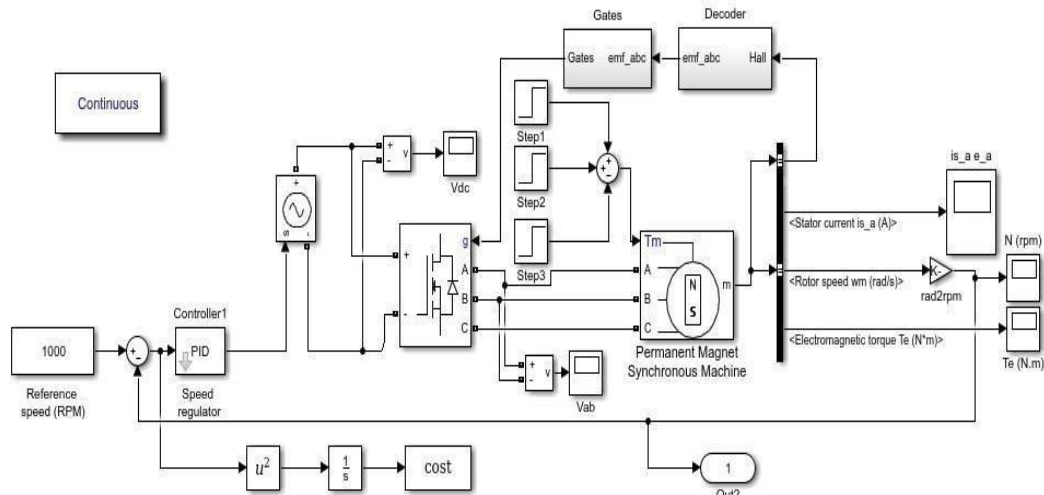 Gates
Decoder
Gates emf_abc
emf_abc Hall
Continuous
Step1
Step2
Step3
+
+
-
+
-
v
Vdc
+
s
-
g
+
-
A
B
C
Tm
A
B
C
N
S
m
Permanent Magnet
Synchronous Machine
is_a e_a
<Stator current is_a (A)>
N (rpm)
<Rotor speed wm (rad/s)>
K-
rad2rpm
<Electromagnetic torque Te (N*m)>
Te (N.m)
Controller1
1000
+
-
PID
Reference
speed (RPM)
Speed
regulator
+
-
v
Vab
u²
1
s
cost
1
Out2